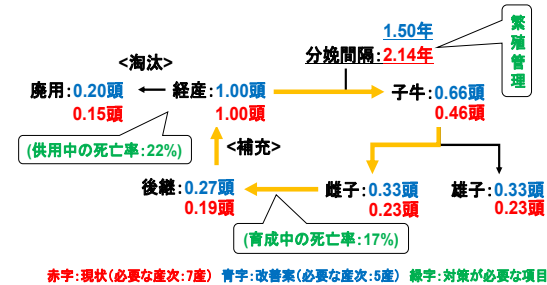 1.50年
分娩間隔:2.14年
繁殖管理
<淘汰>
廃用:0.20頭
0.15頭
経産:1.00頭
1.00頭
子牛:0.66頭
0.46頭
(供用中の死亡率:22%)
<補充>
後継:0.27頭
0.19頭
雌子:0.33頭
0.23頭
雄子:0.33頭
0.23頭
(育成中の死亡率:17%)
赤字:現状(必要な産次:7産) 青字:改善案(必要な産次:5産) 緑字:対策が必要な項目